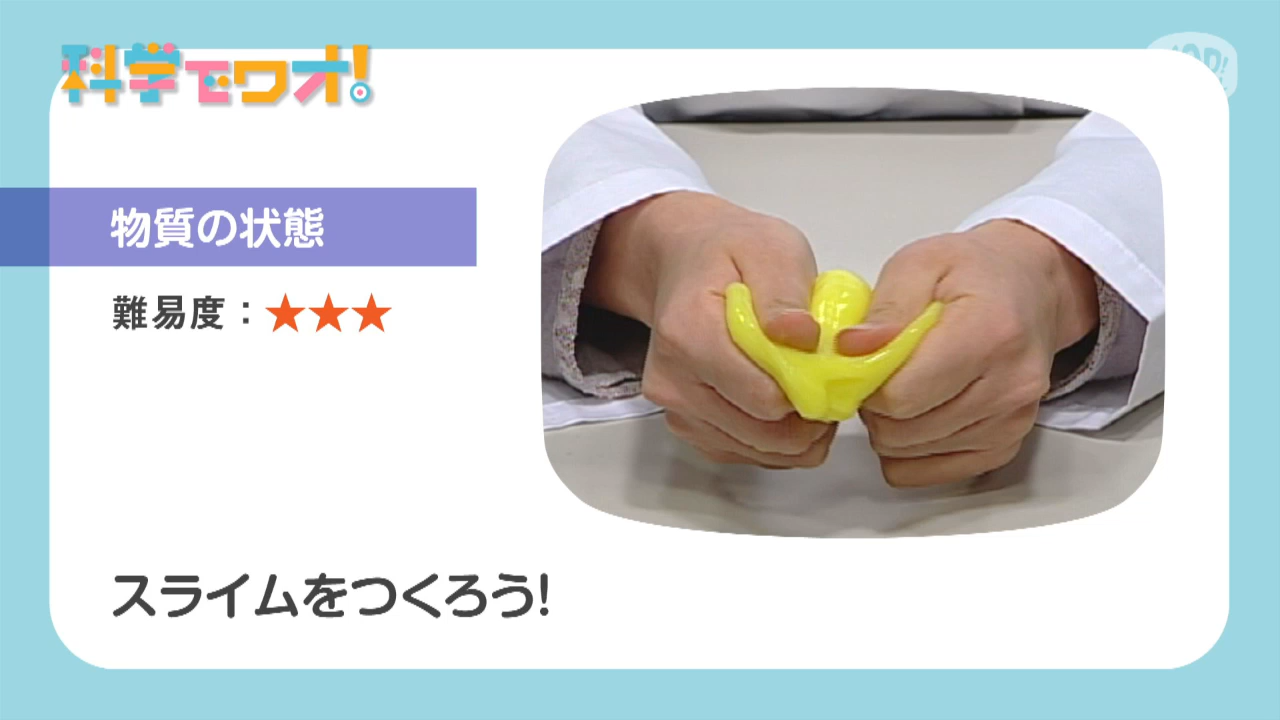 科学でワオ!
物質の状態
難易度：★★★
スライムをつくろう!